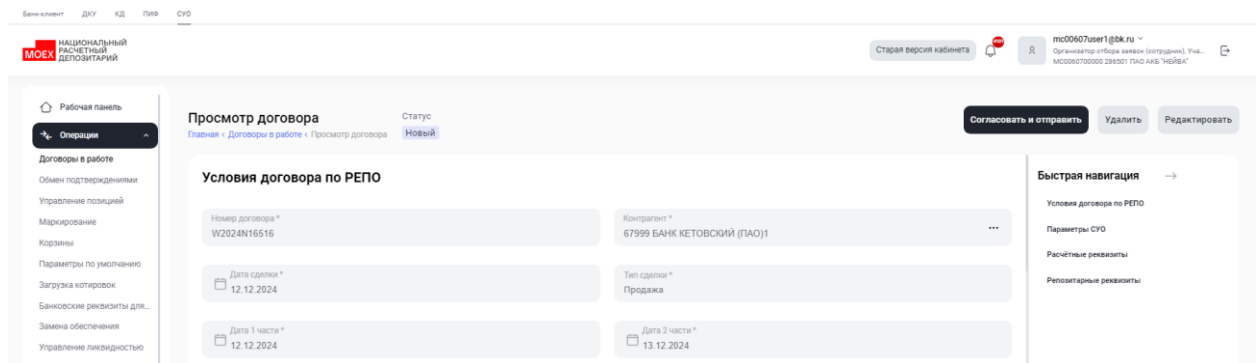 Банк-клиент ДКУ КД ПИФ СУО
MOEX НАЦИОНАЛЬНЫЙ РАСЧЕТНЫЙ ДЕПОЗИТАРИЙ
Старая версия кабинета
mc00607user1@bk.ru
Организатор отбора заявок (сотрудник), Уча...
MC0060700000 286501 ПАО АКБ "НЕЙВА"
Рабочая панель
Операции
Договоры в работе
Обмен подтверждениями
Управление позицией
Маркирование
Корзины
Параметры по умолчанию
Загрузка котировок
Банковские реквизиты для...
Замена обеспечения
Управление ликвидностью
Просмотр договора
Главная < Договоры в работе < Просмотр договора
Статус
Новый
Согласовать и отправить
Удалить
Редактировать
Условия договора по РЕПО
Номер договора *
W2024N16516
Контрагент *
67999 БАНК КЕТОВСКИЙ (ПАО)1
Дата сделки *
12.12.2024
Тип сделки *
Продажа
Дата 1 части *
12.12.2024
Дата 2 части *
13.12.2024
Быстрая навигация
Условия договора по РЕПО
Параметры СУО
Расчётные реквизиты
Репозитарные реквизиты